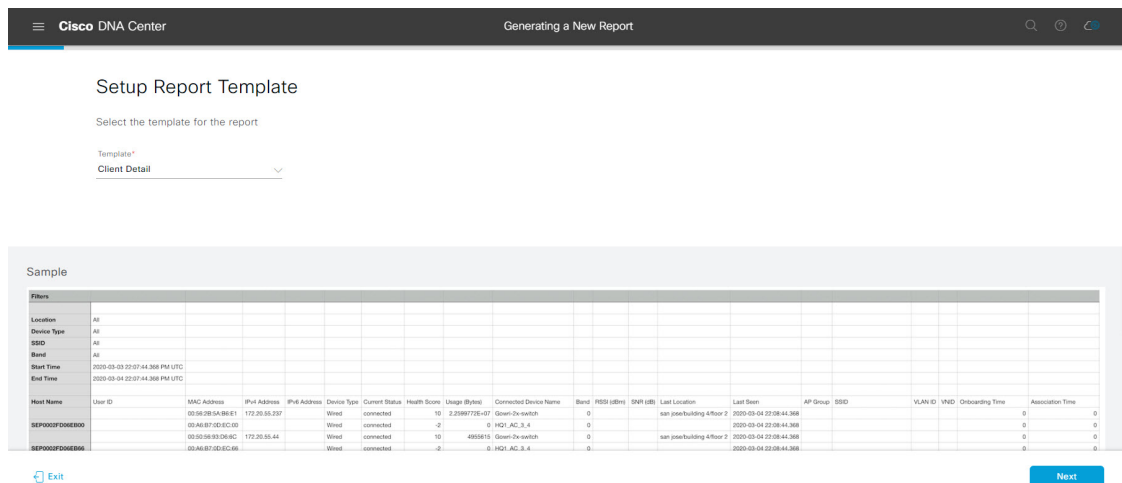 Cisco DNA Center Generating a New Report
Setup Report Template
Select the template for the report
Template*
Client Detail
Sample
Filters
Location All
Device Type All
SSID All
Band All
Start Time 2020-03-03 22:07:44.368 PM UTC
End Time 2020-03-04 22:07:44.368 PM UTC
Host Name User ID MAC Address IPv4 Address IPv6 Address Device Type Current Status Health Score Usage (Bytes) Connected Device Name Band RSSI (dBm) SNR (dB) Last Location Last Seen AP Group SSID VLAN ID VNID Onboarding Time Association Time
00:56:2B:5A:B6:E1 172.20.55.237 Wired connected 10 2.2599772E+07 Gowri-2x-switch 0 san jose/building 4/floor 2 2020-03-04 22:08:44.368 0 0
SEP0002FD06EB00 00:A6:B7:0D:EC:00 Wired connected -2 0 HQ1_AC_3_4 0 2020-03-04 22:08:44.368 0 0
00:50:56:93:D6:6C 172.20.55.44 Wired connected 10 4955615 Gowri-2x-switch 0 san jose/building 4/floor 2 2020-03-04 22:08:44.368 0 0
SEP0002FD06EB66 00:A6:B7:0D:EC:66 Wired connected -2 0 HQ1_AC_3_4 0 2020-03-04 22:08:44.368 0 0
Exit Next